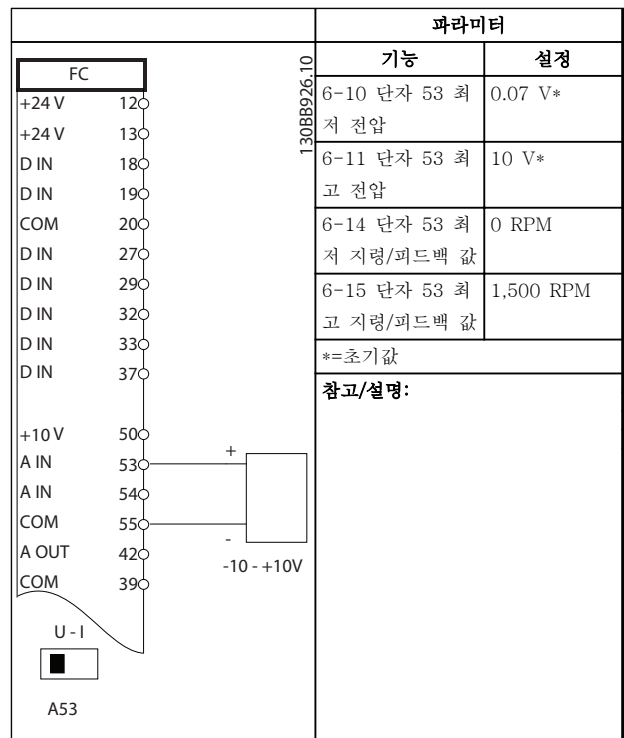 파라미터
기능 설정
6-10 단자 53 최
저 전압
0.07 V*
6-11 단자 53 최
고 전압
10 V*
6-14 단자 53 최
저 지령/피드백 값
0 RPM
6-15 단자 53 최
고 지령/피드백 값
1,500 RPM
*=초기값
참고/설명:
130BB926.10
FC
+24 V 12
+24 V 13
D IN 18
D IN 19
COM 20
D IN 27
D IN 29
D IN 32
D IN 33
D IN 37
+10 V 50
A IN 53
A IN 54
COM 55
A OUT 42
COM 39
+
-
-10 - +10V
U - I
A53